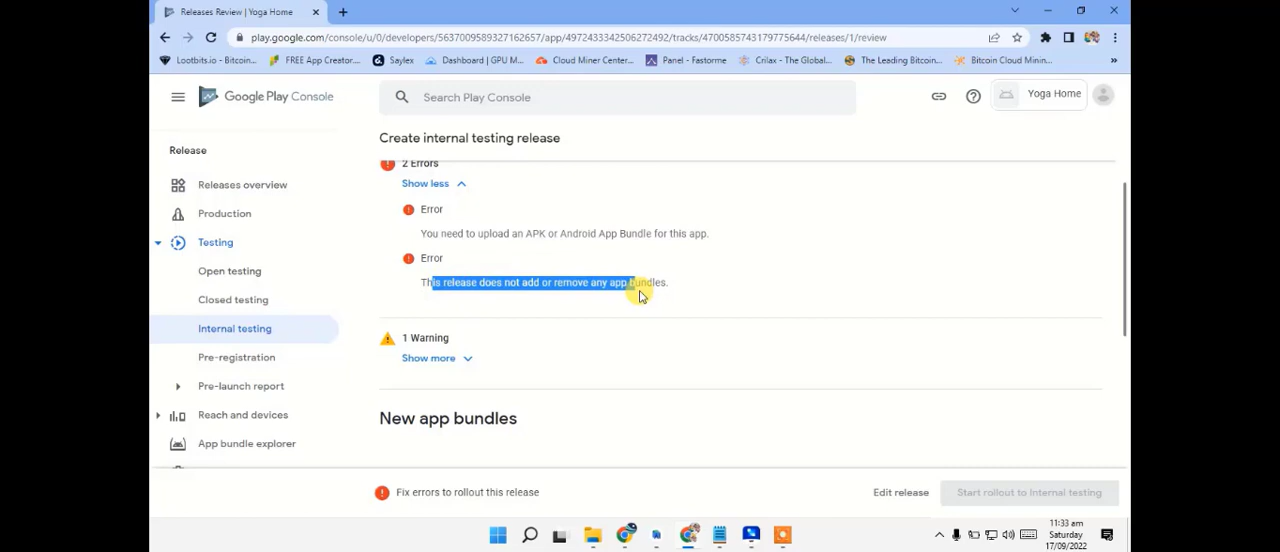 Releases Review | Yoga Home
play.google.com/console/u/0/developers/5637009589327162657/app/4972433342506372492/tracks/4700585743179775644/releases/1/review
Lootbits.io - Bitcoin... FREE App Creator... Saylex Dashboard | GPU M... Cloud Miner Center... Panel - Fastorme Crilax - The Global... The Leading Bitcoin... Bitcoin Cloud Minin...
Google Play Console
Search Play Console
Yoga Home
Release
Releases overview
Production
Testing
Open testing
Closed testing
Internal testing
Pre-registration
Pre-launch report
Reach and devices
App bundle explorer
Create internal testing release
2 Errors
Show less
Error
You need to upload an APK or Android App Bundle for this app.
Error
This release does not add or remove any app bundles.
1 Warning
Show more
New app bundles
Fix errors to rollout this release
Edit release
Start rollout to Internal testing
11:33 am
Saturday
17/09/2022